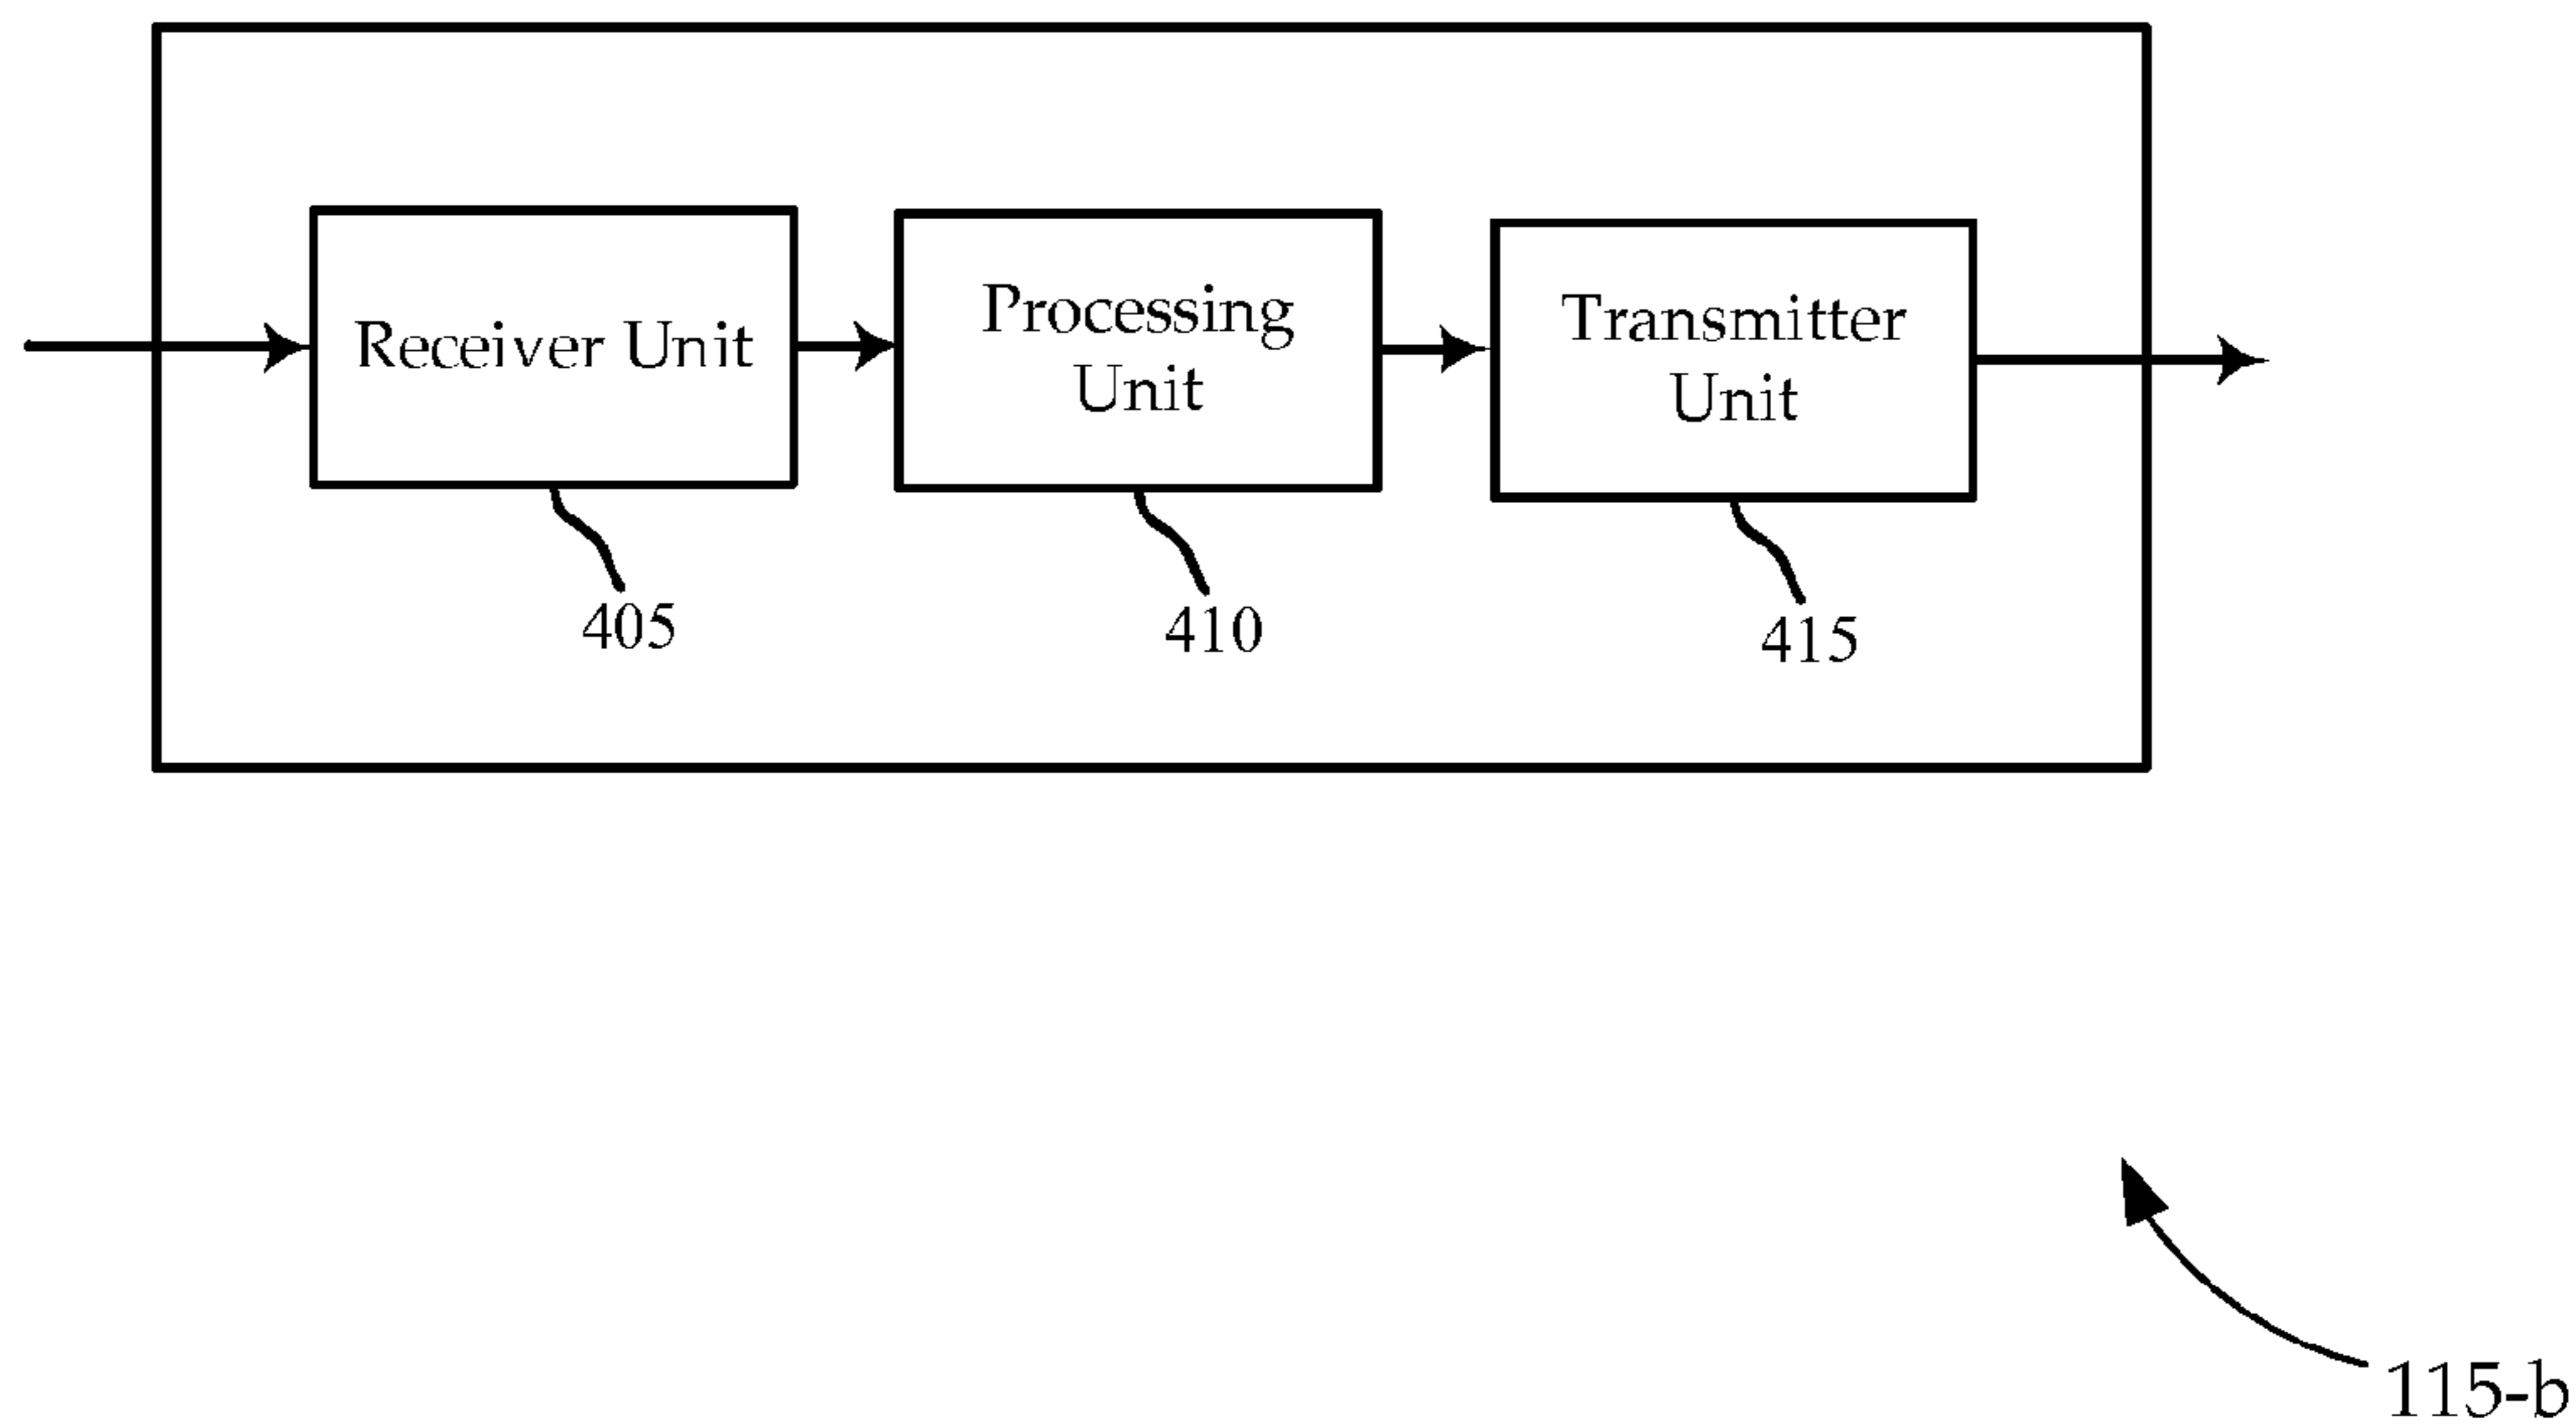 Receiver Unit
Processing
Unit
Transmitter
Unit
405
410
415
115-b